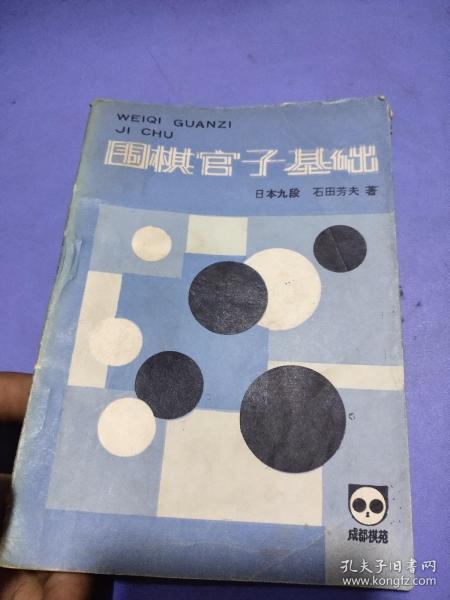 WEIQI GUANZI
JI CHU
围棋官子基础
日本九段 石田芳夫 著
成都棋苑
孔夫子旧书网
www.kongfz.com